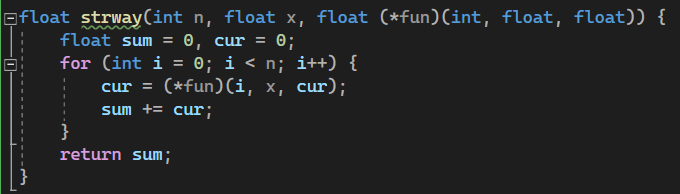 float strway(int n, float x, float (*fun)(int, float, float)) {
    float sum = 0, cur = 0;
    for (int i = 0; i < n; i++) {
        cur = (*fun)(i, x, cur);
        sum += cur;
    }
    return sum;
}